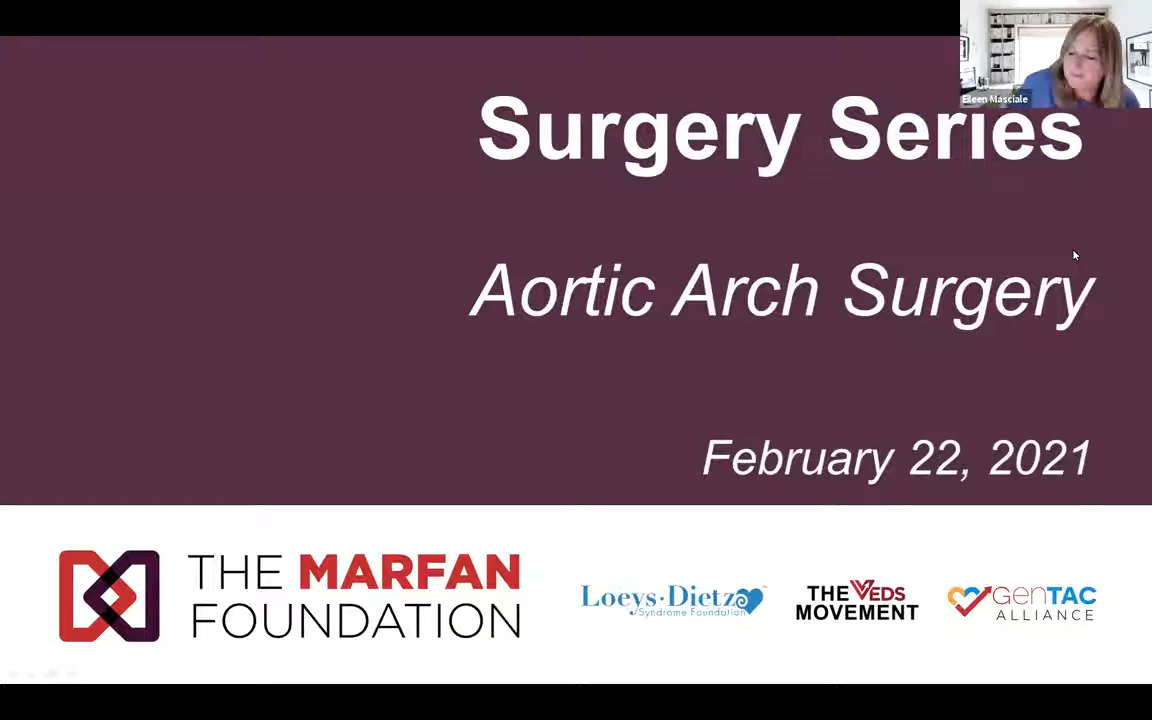 Eileen Masciale
Surgery Series
Aortic Arch Surgery
February 22, 2021
THE MARFAN
FOUNDATION
Loeys·Dietz
Syndrome Foundation
THE VEDS
MOVEMENT
GenTAC
ALLIANCE